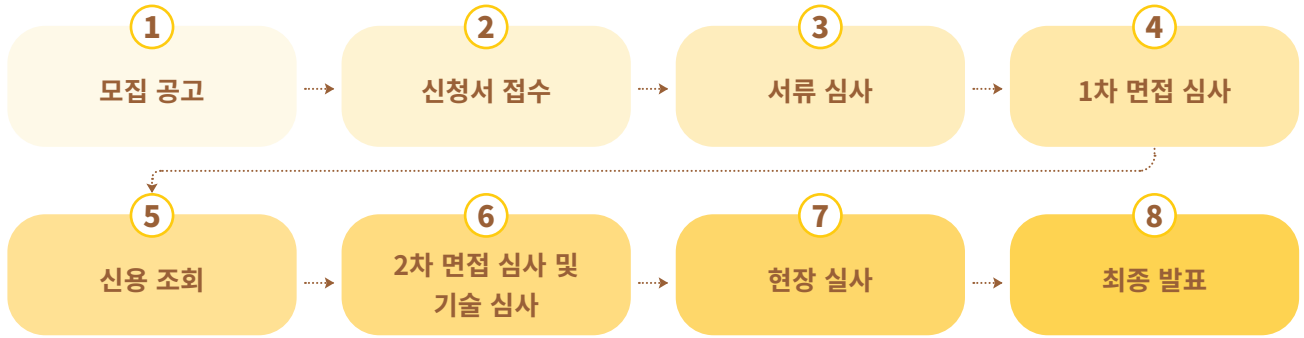 1
모집 공고
2
신청서 접수
3
서류 심사
4
1차 면접 심사
5
신용 조회
6
2차 면접 심사 및
기술 심사
7
현장 실사
8
최종 발표